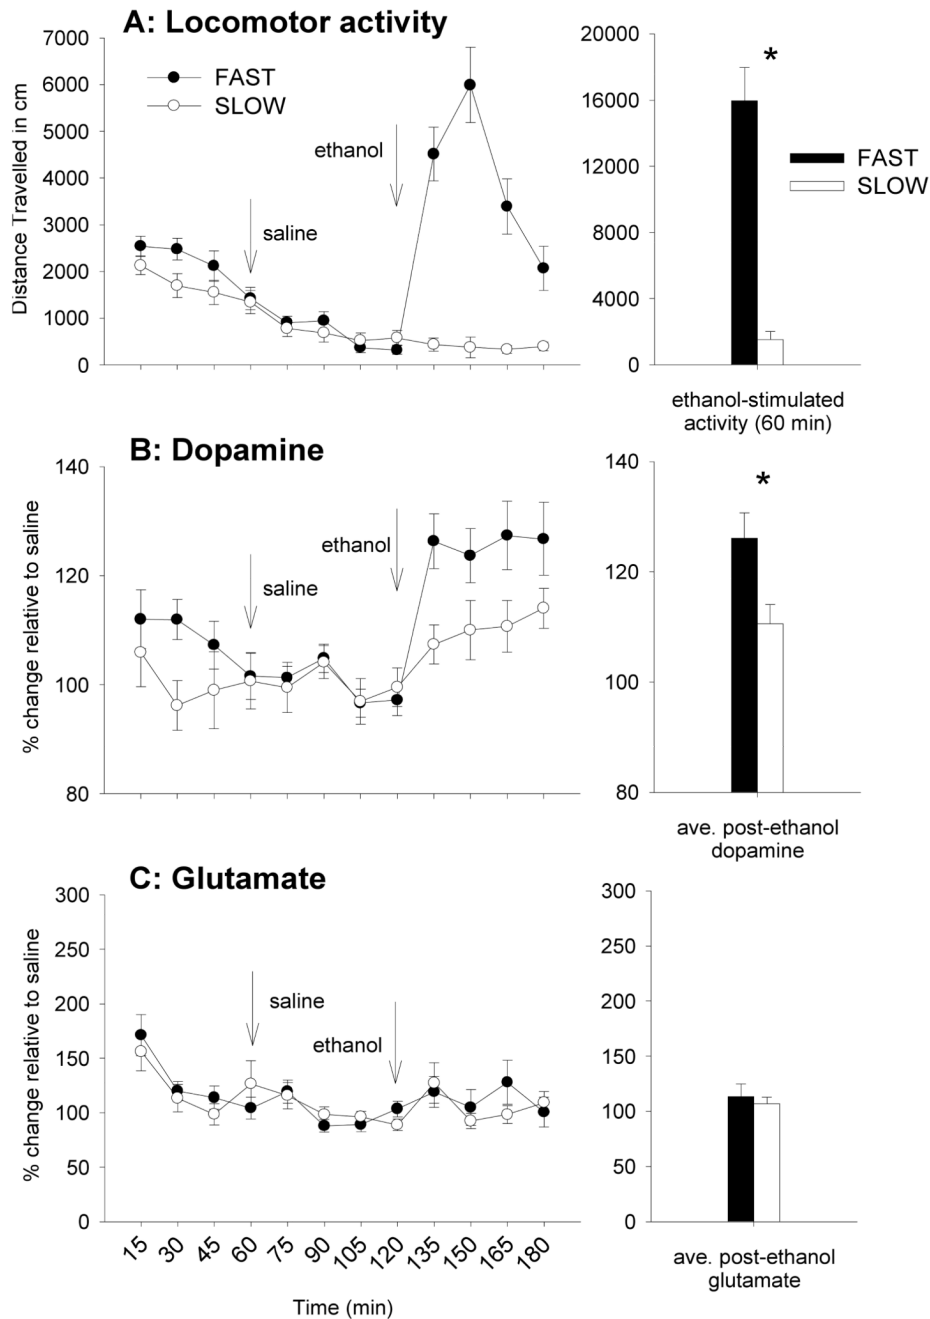 A: Locomotor activity
Distance Travelled in cm
7000
6000
5000
4000
3000
2000
1000
0
FAST
SLOW
saline
ethanol
20000
16000
12000
8000
4000
0
*
FAST
SLOW
ethanol-stimulated
activity (60 min)
B: Dopamine
% change relative to saline
140
120
100
80
saline
ethanol
140
120
100
80
*
ave. post-ethanol
dopamine
C: Glutamate
% change relative to saline
300
250
200
150
100
50
0
saline
ethanol
15 30 45 60 75 90 105 120 135 150 165 180
Time (min)
300
250
200
150
100
50
0
ave. post-ethanol
glutamate